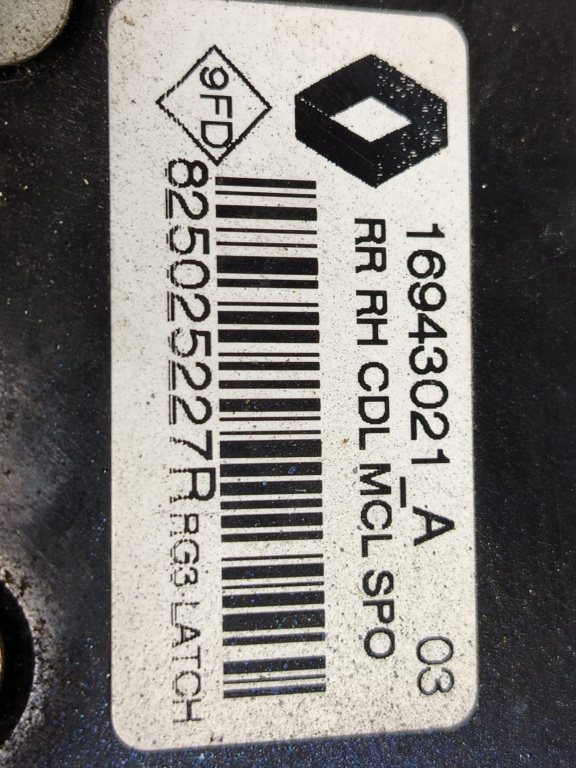 16943021_A 03
RR RH CDL MCL SPO
9FD
825025227R RG3 LATCH